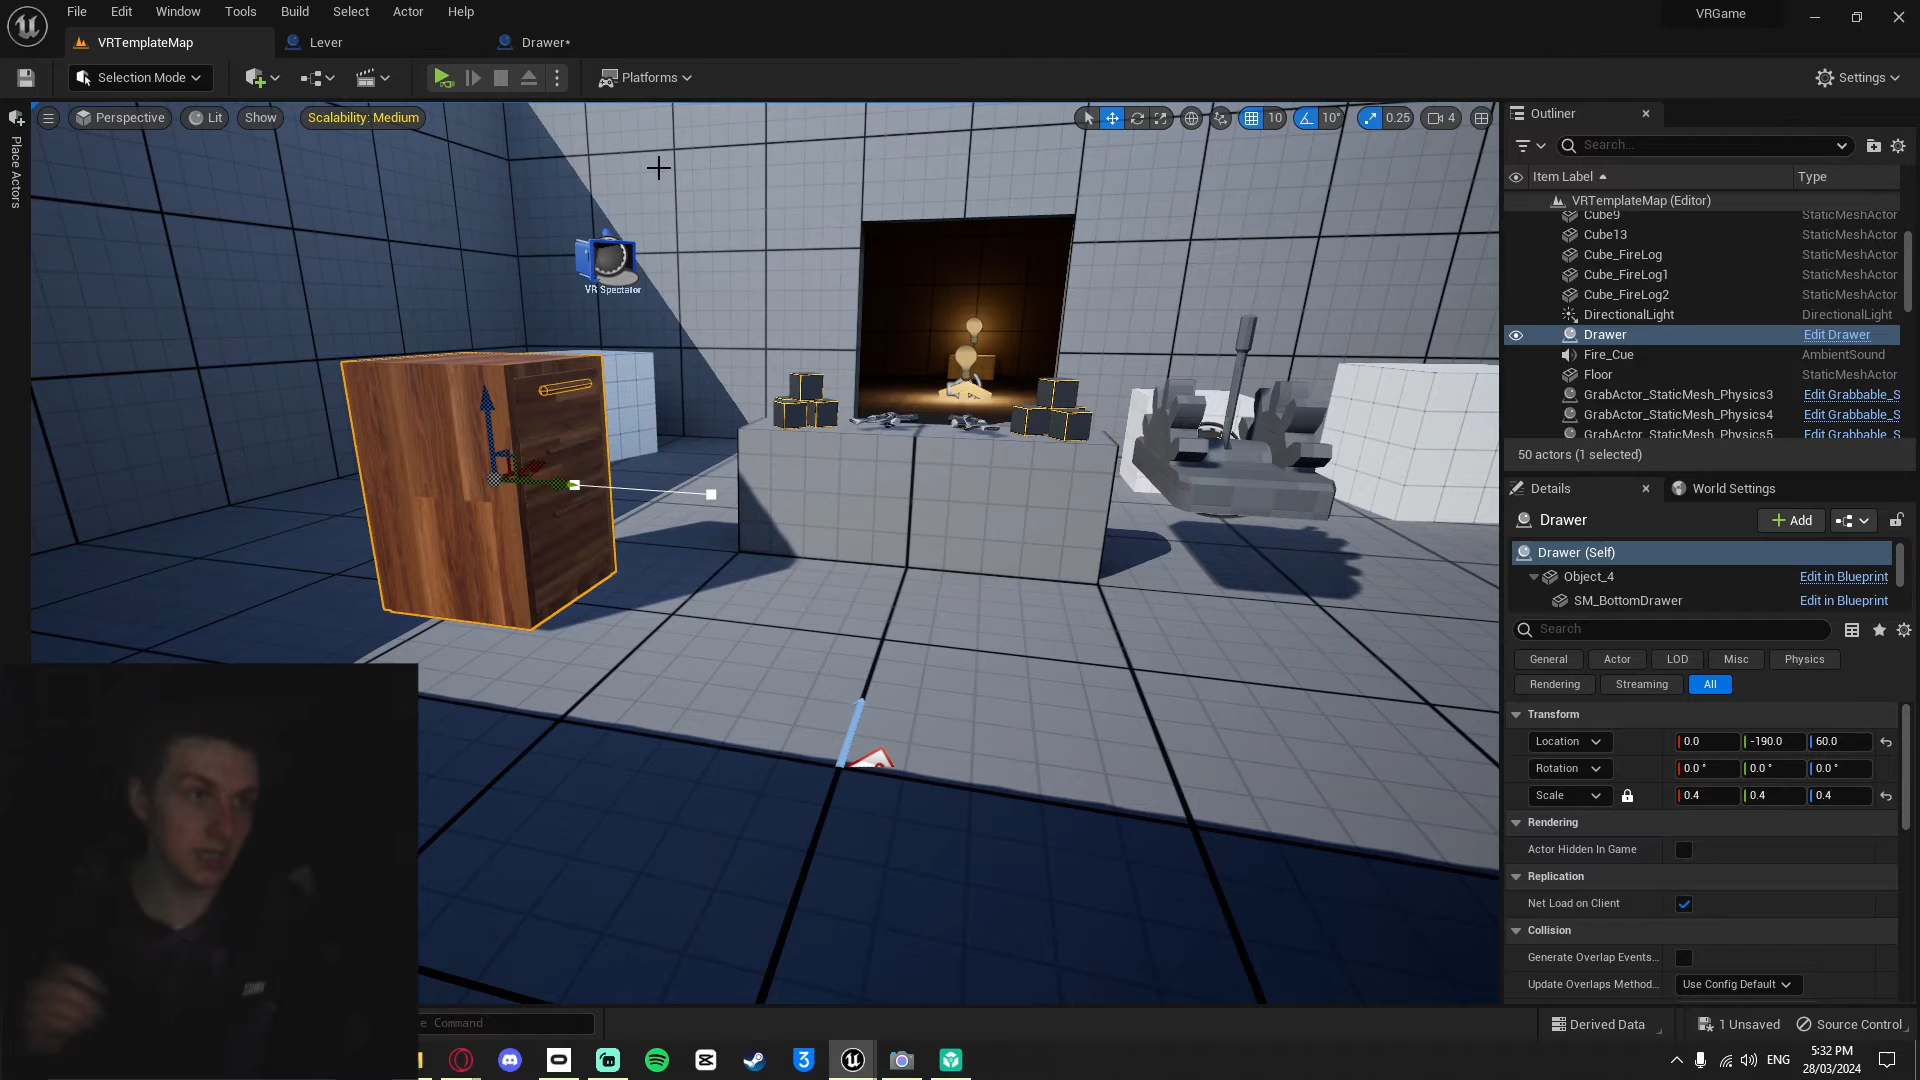 File Edit Window Tools Build Select Actor Help
VRGame
VRTemplateMap
Lever
Drawer*
Selection Mode
Platforms
Settings
Place Actors
Perspective
Lit
Show
Scalability: Medium
10
10°
0.25
4
VR Spectator
Outliner
Search...
Item Label
Type
VRTemplateMap (Editor)
Cube9 StaticMeshActor
Cube13 StaticMeshActor
Cube_FireLog StaticMeshActor
Cube_FireLog1 StaticMeshActor
Cube_FireLog2 StaticMeshActor
DirectionalLight DirectionalLight
Drawer Edit Drawer
Fire_Cue AmbientSound
Floor StaticMeshActor
GrabActor_StaticMesh_Physics3 Edit Grabbable_S
GrabActor_StaticMesh_Physics4 Edit Grabbable_S
GrabActor_StaticMesh_Physics5 Edit Grabbable_S
50 actors (1 selected)
Details
World Settings
Drawer
Add
Drawer (Self)
Object_4 Edit in Blueprint
SM_BottomDrawer Edit in Blueprint
Search
General Actor LOD Misc Physics
Rendering Streaming All
Transform
Location 0.0 -190.0 60.0
Rotation 0.0 ° 0.0 ° 0.0 °
Scale 0.4 0.4 0.4
Rendering
Actor Hidden In Game
Replication
Net Load on Client
Collision
Generate Overlap Events...
Update Overlaps Method... Use Config Default
e Command
Derived Data
1 Unsaved
Source Control
3
ENG
5:32 PM
28/03/2024